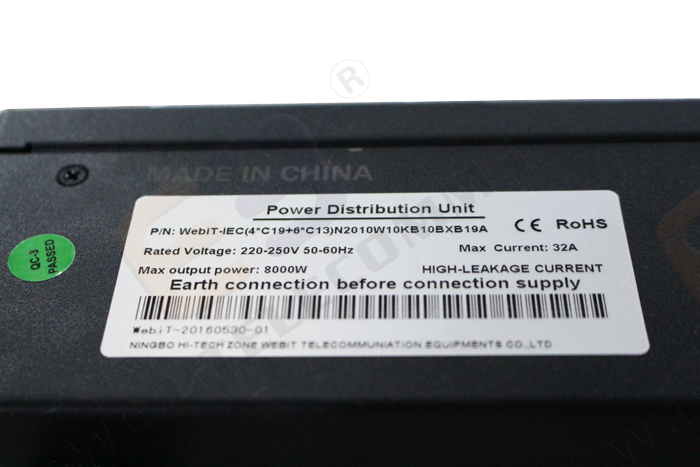 ®
MADE IN CHINA
Power Distribution Unit
P/N: WebiT-IEC(4*C19+6*C13)N2010W10KB10BXB19A CE RoHS
Rated Voltage: 220-250V 50-60Hz Max Current: 32A
Max output power: 8000W HIGH-LEAKAGE CURRENT
Earth connection before connection supply
WebiT-20160530-01
NINGBO HI-TECH ZONE WEBIT TELECOMMUNIATION EQUIPMENTS CO.,LTD
QC-3
PASSED